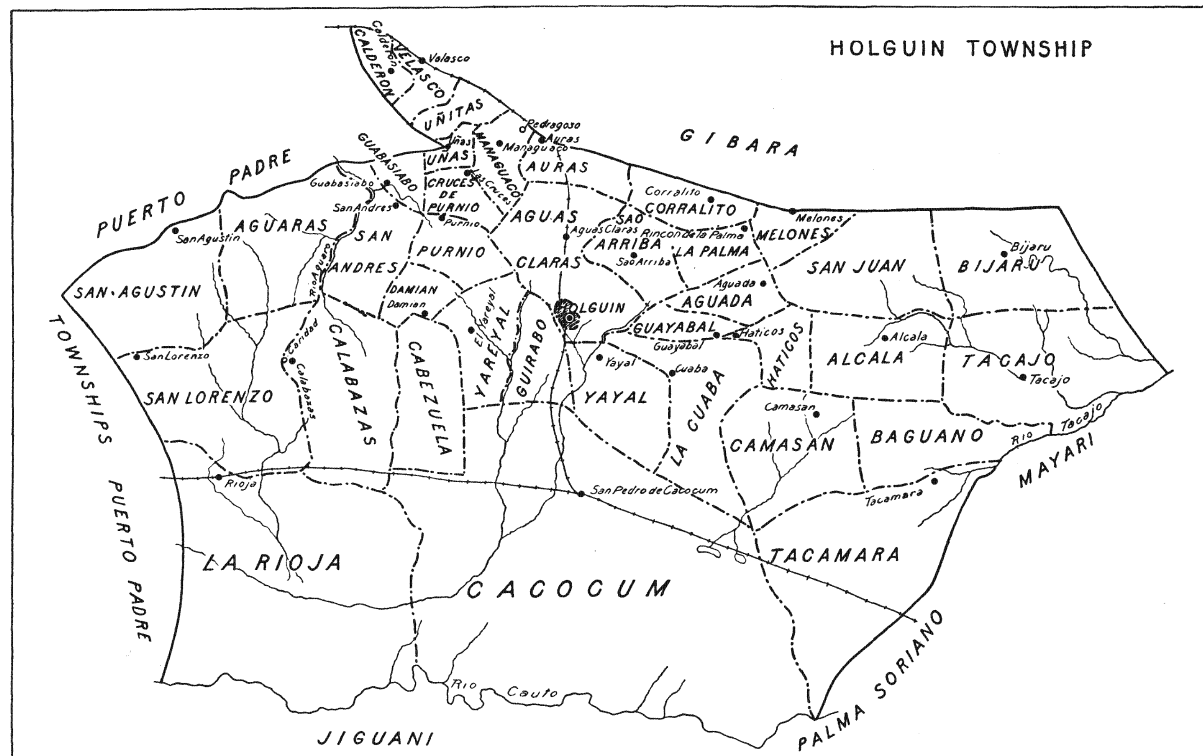 HOLGUIN TOWNSHIP
CALDERON
Calderon
VELASCO
Velasco
UÑITAS
Pedragoso
Auras
GIBARA
Uñas
UÑAS
MANAGUACO
Managuaco
AURAS
PUERTO PADRE
GUABASIABO
Guabasiabo
Las Cruces
CRUCES
DE
PURNIO
Purnio
Corralito
CORRALITO
Melones
MELONES
AGUARAS
San Agustin
San Andres
SAN
ANDRES
AGUAS
CLARAS
Aguas Claras
SAO
ARRIBA
Sao Arriba
Rincon de la Palma
LA PALMA
PURNIO
SAN JUAN
BIJARU
Bijaru
SAN AGUSTIN
Rio Aguara
DAMIAN
Damian
El Yareyal
YAREYAL
GUIRABO
HOLGUIN
Aguada
AGUADA
GUAYABAL
Guayabal
Haticos
HATICOS
Alcala
ALCALA
TACAJO
Tacajo
TOWNSHIPS
PUERTO PADRE
San Lorenzo
SAN LORENZO
Caridad
Calabazas
CALABAZAS
CABEZUELA
Yayal
YAYAL
Cuaba
LA CUABA
Camasan
CAMASAN
BAGUANO
Rio Tacajo
MAYARI
Rioja
San Pedro de Cacocum
Tacamara
LA RIOJA
CACOCUM
TACAMARA
Rio Cauto
PALMA SORIANO
JIGUANI